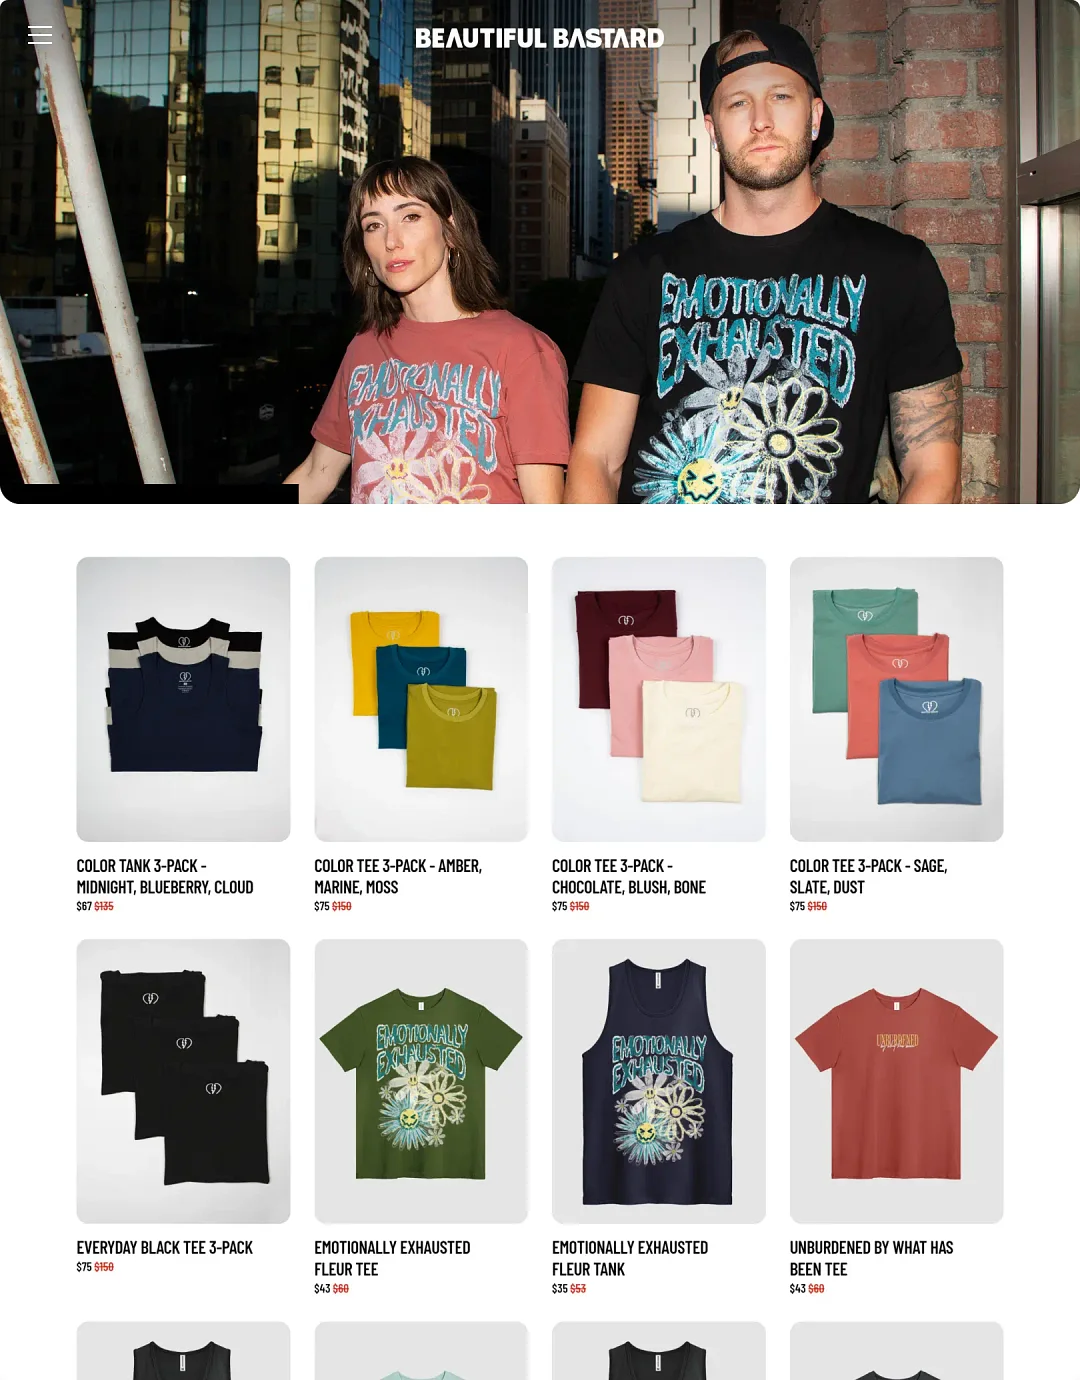 BEAUTIFUL BASTARD
EMOTIONALLY
EXHAUSTED
EMOTIONALLY
EXHAUSTED
COLOR TANK 3-PACK -
MIDNIGHT, BLUEBERRY, CLOUD
$67 $135
COLOR TEE 3-PACK - AMBER,
MARINE, MOSS
$75 $150
COLOR TEE 3-PACK -
CHOCOLATE, BLUSH, BONE
$75 $150
COLOR TEE 3-PACK - SAGE,
SLATE, DUST
$75 $150
EMOTIONALLY
EXHAUSTED
EMOTIONALLY
EXHAUSTED
UNBURDENED
EVERYDAY BLACK TEE 3-PACK
$75 $150
EMOTIONALLY EXHAUSTED
FLEUR TEE
$43 $60
EMOTIONALLY EXHAUSTED
FLEUR TANK
$35 $53
UNBURDENED BY WHAT HAS
BEEN TEE
$43 $60